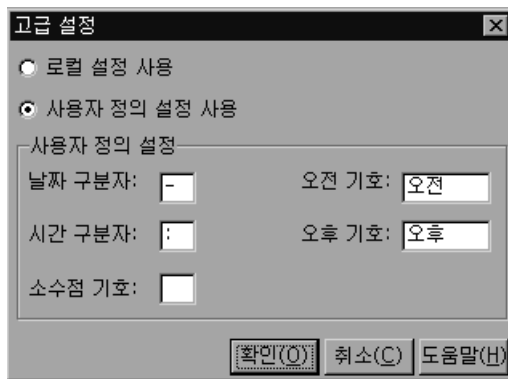 고급 설정
로컬 설정 사용
사용자 정의 설정 사용
사용자 정의 설정
날짜 구분자: - 오전 기호: 오전
시간 구분자: : 오후 기호: 오후
소수점 기호:
확인(O) 취소(C) 도움말(H)